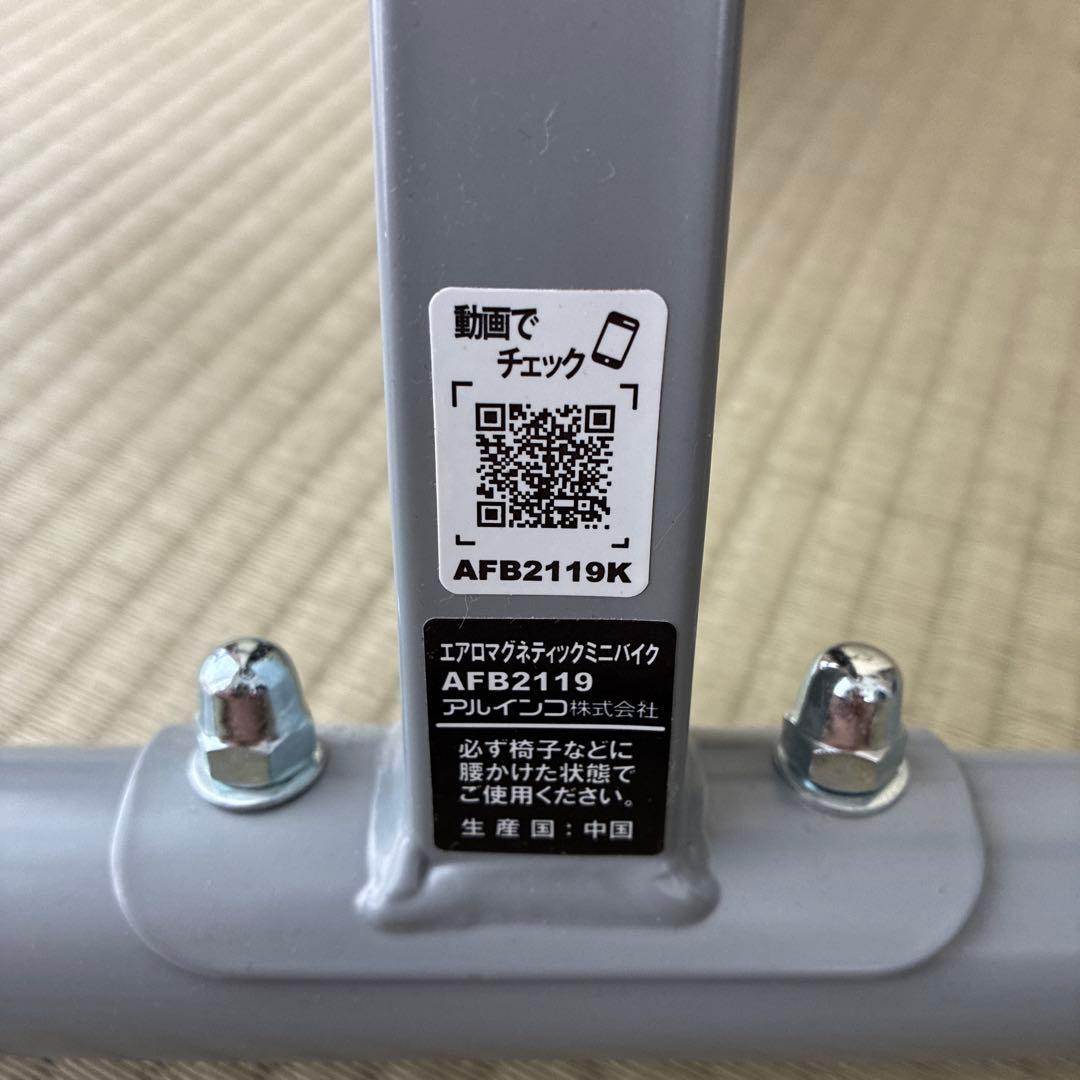 動画で
チェック
AFB2119K
エアロマグネティックミニバイク
AFB2119
アルインコ株式会社
必ず椅子などに
腰かけた状態で
ご使用ください。
生産国:中国